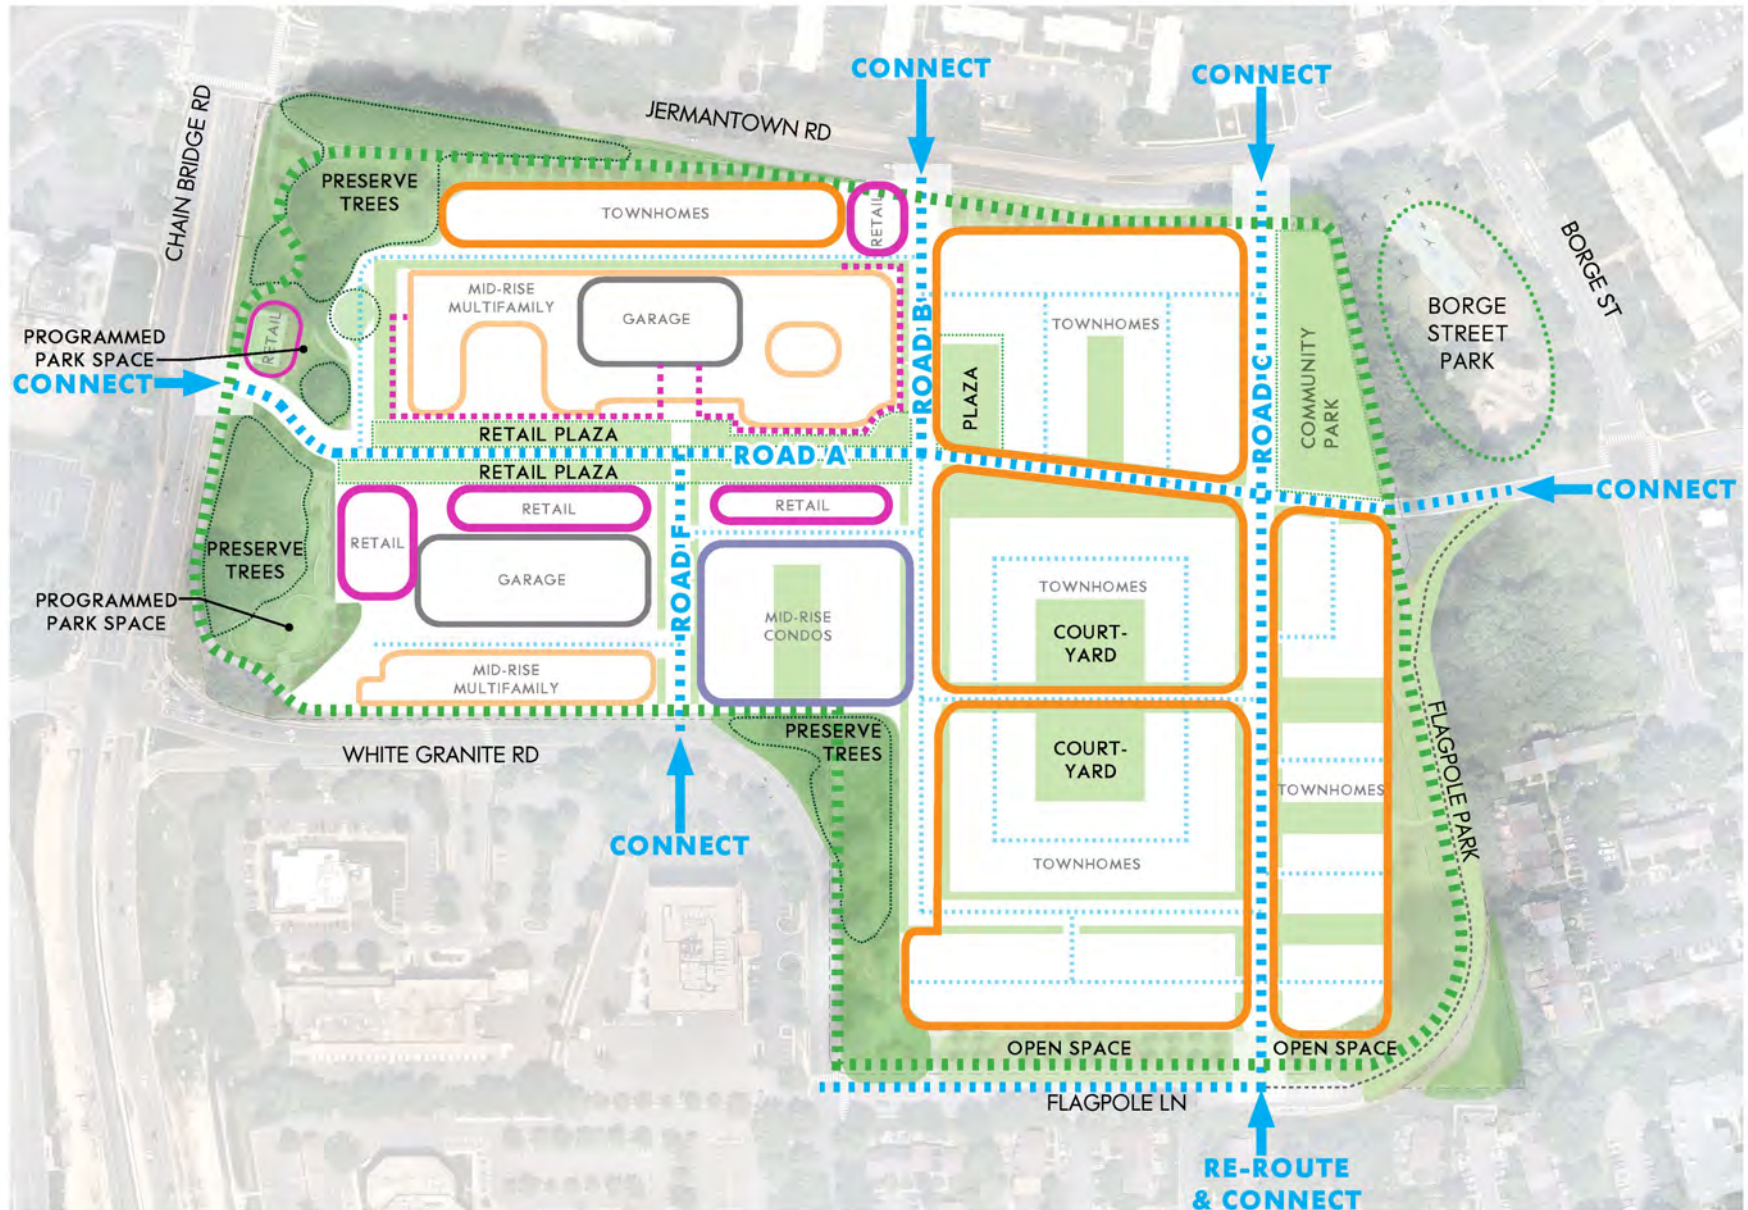 CONNECT
CONNECT
JERMANTOWN RD
CHAIN BRIDGE RD
PRESERVE
TREES
TOWNHOMES
RETAIL
BORGE ST
MID-RISE
MULTIFAMILY
GARAGE
ROAD B
TOWNHOMES
BORGE
STREET
PARK
PROGRAMMED
PARK SPACE
RETAIL
CONNECT
PLAZA
ROAD C
COMMUNITY
PARK
RETAIL PLAZA
ROAD A
RETAIL PLAZA
CONNECT
RETAIL
RETAIL
RETAIL
PRESERVE
TREES
GARAGE
ROAD F
TOWNHOMES
PROGRAMMED
PARK SPACE
MID-RISE
CONDOS
COURT-
YARD
MID-RISE
MULTIFAMILY
PRESERVE
TREES
WHITE GRANITE RD
COURT-
YARD
FLAGPOLE PARK
TOWNHOMES
CONNECT
TOWNHOMES
OPEN SPACE
OPEN SPACE
FLAGPOLE LN
RE-ROUTE
& CONNECT